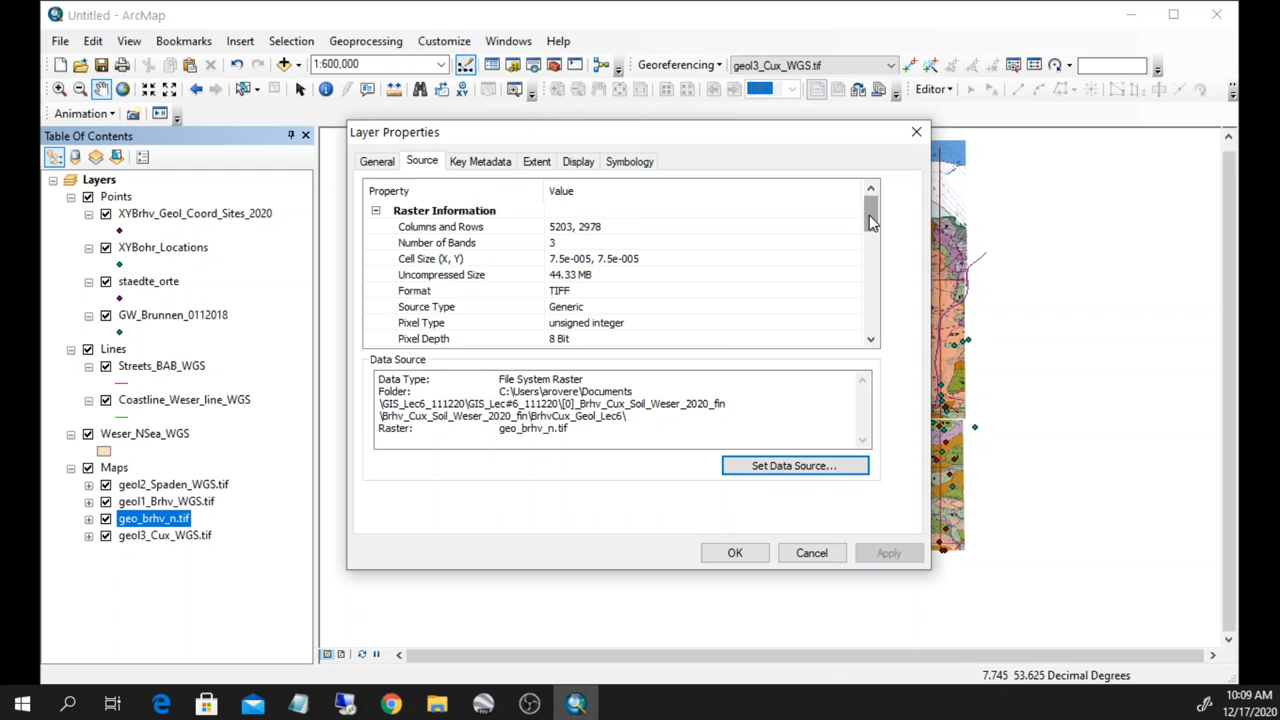 Untitled - ArcMap
File Edit View Bookmarks Insert Selection Geoprocessing Customize Windows Help
1:600,000 Georeferencing geol3_Cux_WGS.tif
Editor
Animation
Table Of Contents
Layers
Points
XYBrhv_Geol_Coord_Sites_2020
XYBohr_Locations
staedte_orte
GW_Brunnen_0112018
Lines
Streets_BAB_WGS
Coastline_Weser_line_WGS
Weser_NSea_WGS
Maps
geol2_Spaden_WGS.tif
geol1_Brhv_WGS.tif
geo_brhv_n.tif
geol3_Cux_WGS.tif
Layer Properties
General Source Key Metadata Extent Display Symbology
Property Value
Raster Information
Columns and Rows 5203, 2978
Number of Bands 3
Cell Size (X, Y) 7.5e-005, 7.5e-005
Uncompressed Size 44.33 MB
Format TIFF
Source Type Generic
Pixel Type unsigned integer
Pixel Depth 8 Bit
Data Source
Data Type: File System Raster
Folder: C:\Users\arovere\Documents
\GIS_Lec6_111220\GIS_Lec#6_111220\[0]_Brhv_Cux_Soil_Weser_2020_fin
\Brhv_Cux_Soil_Weser_2020_fin\BrhvCux_Geol_Lec6\
Raster: geo_brhv_n.tif
Set Data Source...
OK Cancel Apply
7.745 53.625 Decimal Degrees
10:09 AM
12/17/2020